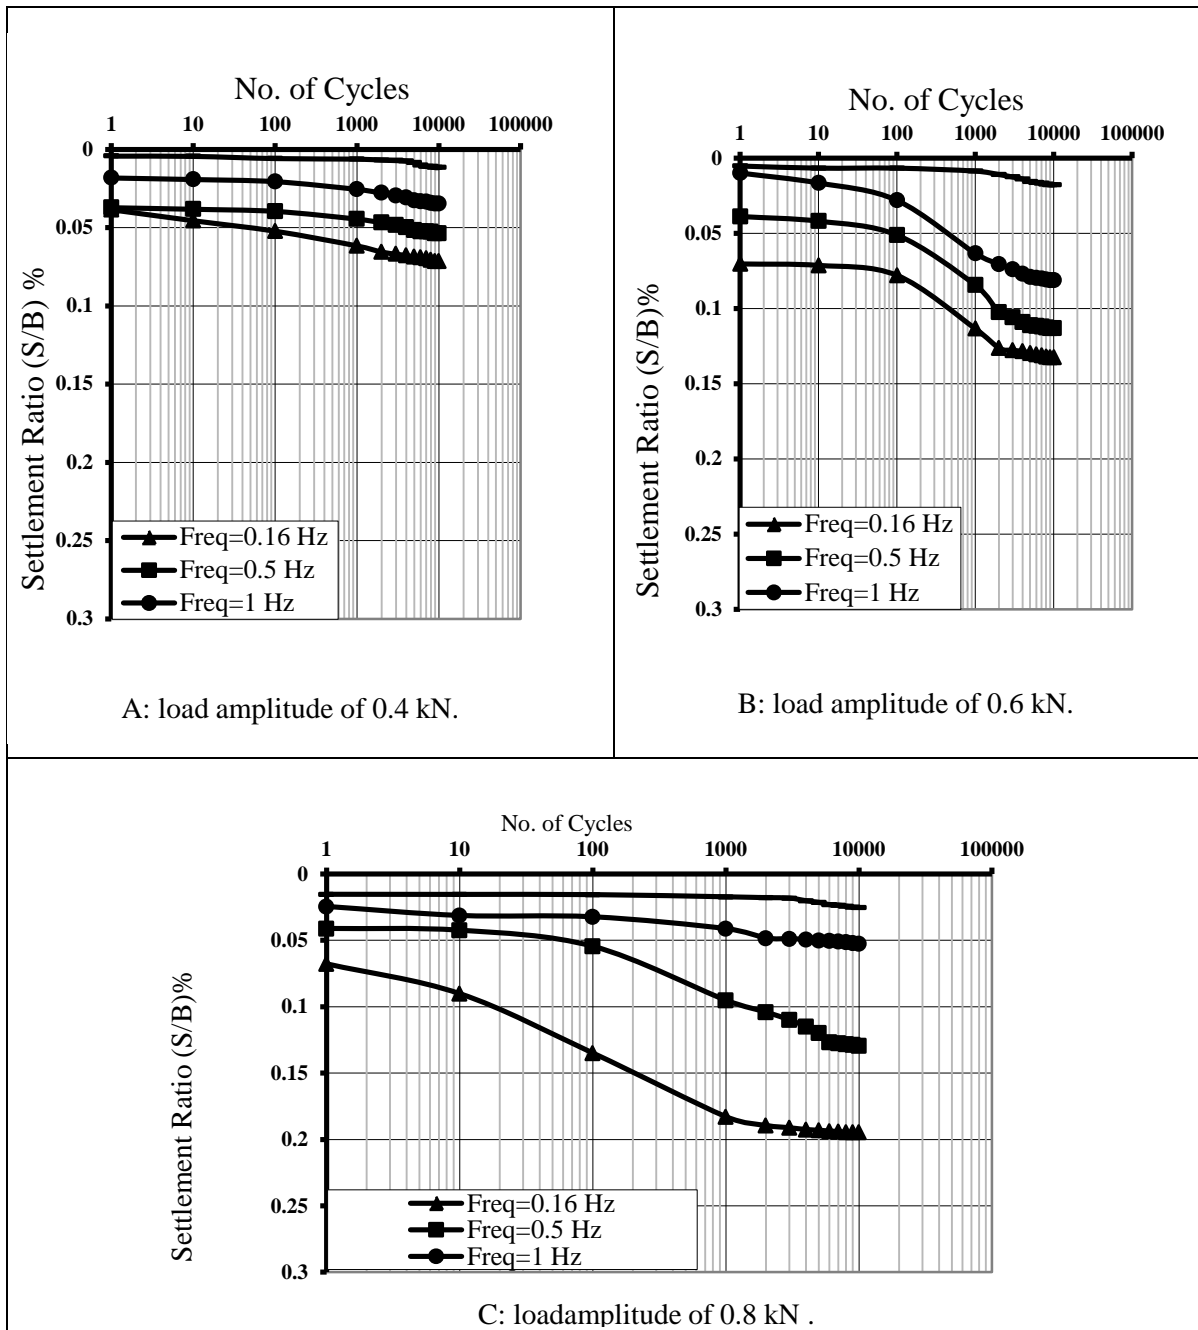 No. of Cycles
1 10 100 1000 10000 100000
0
0.05
0.1
0.15
0.2
0.25
0.3
Settlement Ratio (S/B) %
Freq=0.16 Hz
Freq=0.5 Hz
Freq=1 Hz
A: load amplitude of 0.4 kN.
No. of Cycles
1 10 100 1000 10000 100000
0
0.05
0.1
0.15
0.2
0.25
0.3
Settlement Ratio (S/B)%
Freq=0.16 Hz
Freq=0.5 Hz
Freq=1 Hz
B: load amplitude of 0.6 kN.
No. of Cycles
1 10 100 1000 10000 100000
0
0.05
0.1
0.15
0.2
0.25
0.3
Settlement Ratio (S/B)%
Freq=0.16 Hz
Freq=0.5 Hz
Freq=1 Hz
C: loadamplitude of 0.8 kN .